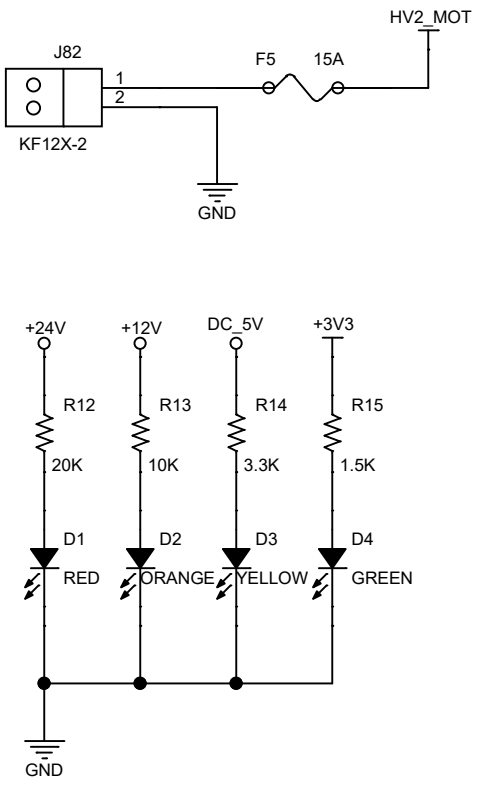 HV2_MOT
J82
F5 15A
1
2
KF12X-2
GND
+24V +12V DC_5V +3V3
R12 R13 R14 R15
20K 10K 3.3K 1.5K
D1 D2 D3 D4
RED ORANGE YELLOW GREEN
GND